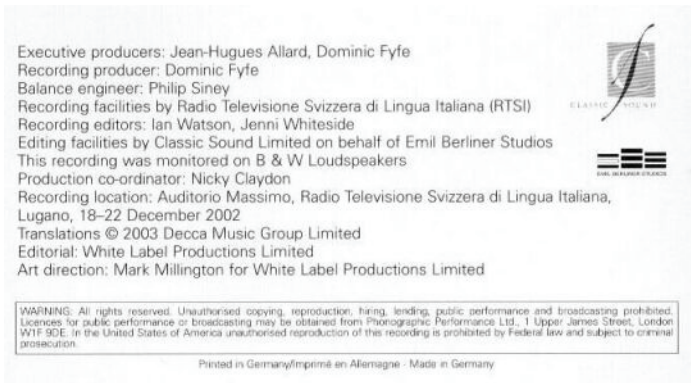 Executive producers: Jean-Hugues Allard, Dominic Fyfe
Recording producer: Dominic Fyfe
Balance engineer: Philip Siney
Recording facilities by Radio Televisione Svizzera di Lingua Italiana (RTSI)
Recording editors: Ian Watson, Jenni Whiteside
Editing facilities by Classic Sound Limited on behalf of Emil Berliner Studios
This recording was monitored on B & W Loudspeakers
Production co-ordinator: Nicky Claydon
Recording location: Auditorio Massimo, Radio Televisione Svizzera di Lingua Italiana,
Lugano, 18–22 December 2002
Translations © 2003 Decca Music Group Limited
Editorial: White Label Productions Limited
Art direction: Mark Millington for White Label Productions Limited
CLASSIC SOUND
EMIL BERLINER STUDIOS
WARNING: All rights reserved. Unauthorised copying, reproduction, hiring, lending, public performance and broadcasting prohibited.
Licences for public performance or broadcasting may be obtained from Phonographic Performance Ltd., 1 Upper James Street, London
W1F 9DE. In the United States of America unauthorised reproduction of this recording is prohibited by Federal law and subject to criminal
prosecution.
Printed in Germany/Imprimé en Allemagne · Made in Germany